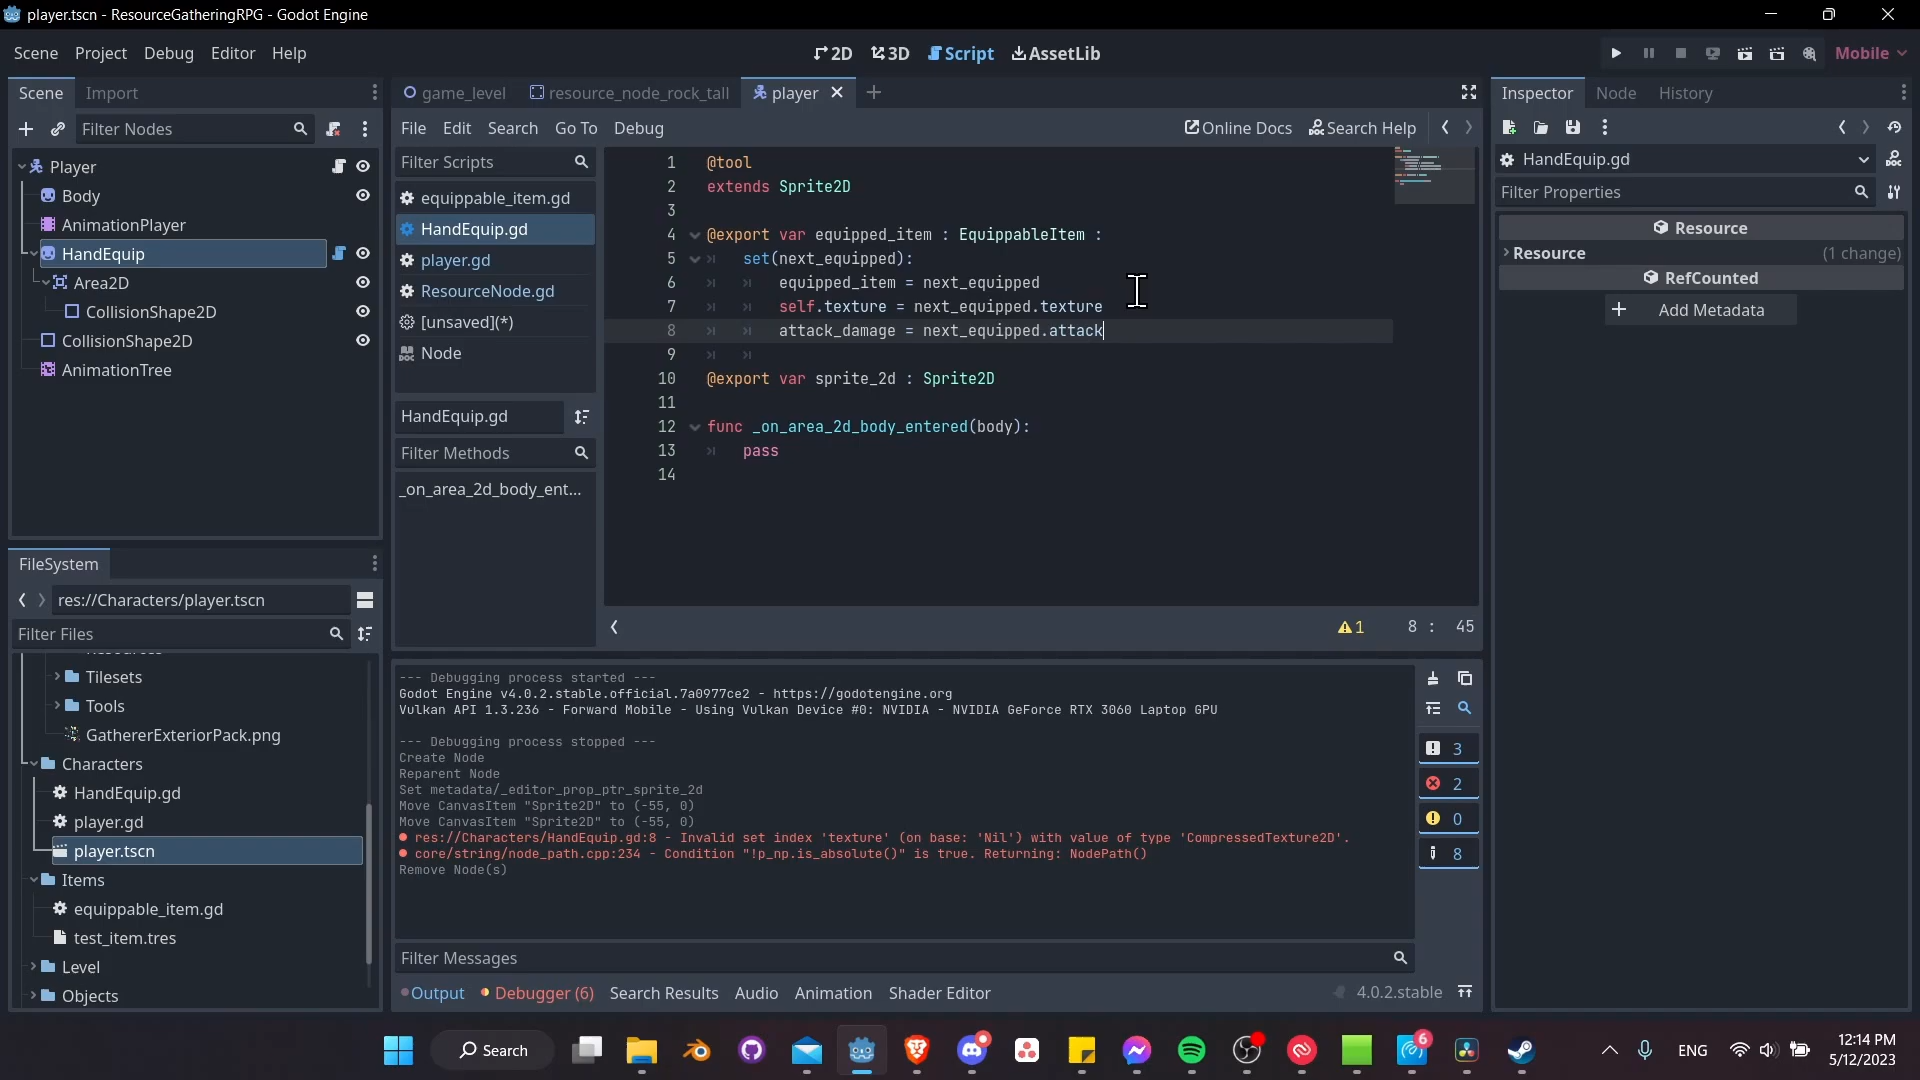 player.tscn - ResourceGatheringRPG - Godot Engine
Scene Project Debug Editor Help
2D 3D Script AssetLib
Mobile
Scene Import
Filter Nodes
Player
Body
AnimationPlayer
HandEquip
Area2D
CollisionShape2D
CollisionShape2D
AnimationTree
FileSystem
res://Characters/player.tscn
Filter Files
Tilesets
Tools
GathererExteriorPack.png
Characters
HandEquip.gd
player.gd
player.tscn
Items
equippable_item.gd
test_item.tres
Level
Objects
game_level resource_node_rock_tall player
File Edit Search Go To Debug
Online Docs Search Help
Filter Scripts
equippable_item.gd
HandEquip.gd
player.gd
ResourceNode.gd
[unsaved](*)
Node
HandEquip.gd
Filter Methods
_on_area_2d_body_ent...
1 @tool
2 extends Sprite2D
3
4 @export var equipped_item : EquippableItem :
5 set(next_equipped):
6 equipped_item = next_equipped
7 self.texture = next_equipped.texture
8 attack_damage = next_equipped.attack
9
10 @export var sprite_2d : Sprite2D
11
12 func _on_area_2d_body_entered(body):
13 pass
14
1 8 : 45
--- Debugging process started ---
Godot Engine v4.0.2.stable.official.7a0977ce2 - https://godotengine.org
Vulkan API 1.3.236 - Forward Mobile - Using Vulkan Device #0: NVIDIA - NVIDIA GeForce RTX 3060 Laptop GPU
--- Debugging process stopped ---
Create Node
Reparent Node
Set metadata/_editor_prop_ptr_sprite_2d
Move CanvasItem "Sprite2D" to (-55, 0)
Move CanvasItem "Sprite2D" to (-55, 0)
res://Characters/HandEquip.gd:8 - Invalid set index 'texture' (on base: 'Nil') with value of type 'CompressedTexture2D'.
core/string/node_path.cpp:234 - Condition "!p_np.is_absolute()" is true. Returning: NodePath()
Remove Node(s)
3
2
0
8
Filter Messages
Output Debugger (6) Search Results Audio Animation Shader Editor
4.0.2.stable
Inspector Node History
HandEquip.gd
Filter Properties
Resource
Resource (1 change)
RefCounted
Add Metadata
Search
6
ENG
12:14 PM
5/12/2023